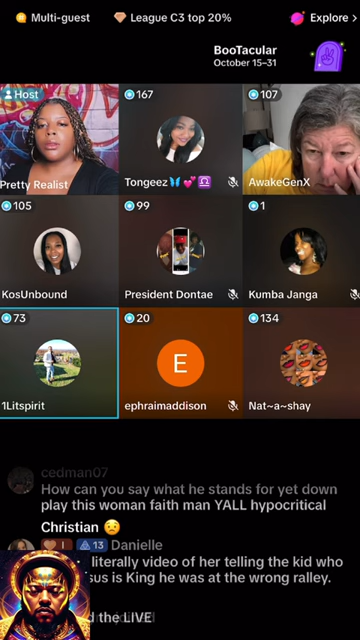 Multi-guest
League C3 top 20%
Explore >
BooTacular
October 15-31
Host
167
107
Pretty Realist
Tongeez🦋💕♎
AwakeGenX
105
99
1
KosUnbound
President Dontae
Kumba Janga
73
20
134
E
1Litspirit
ephraimaddison
Nat~a~shay
cedman07
How can you say what he stands for yet down
play this woman faith man YALL hypocritical
Christian 😟
1
13
Danielle
literally video of her telling the kid who
sus is King he was at the wrong ralley.
the LIVE